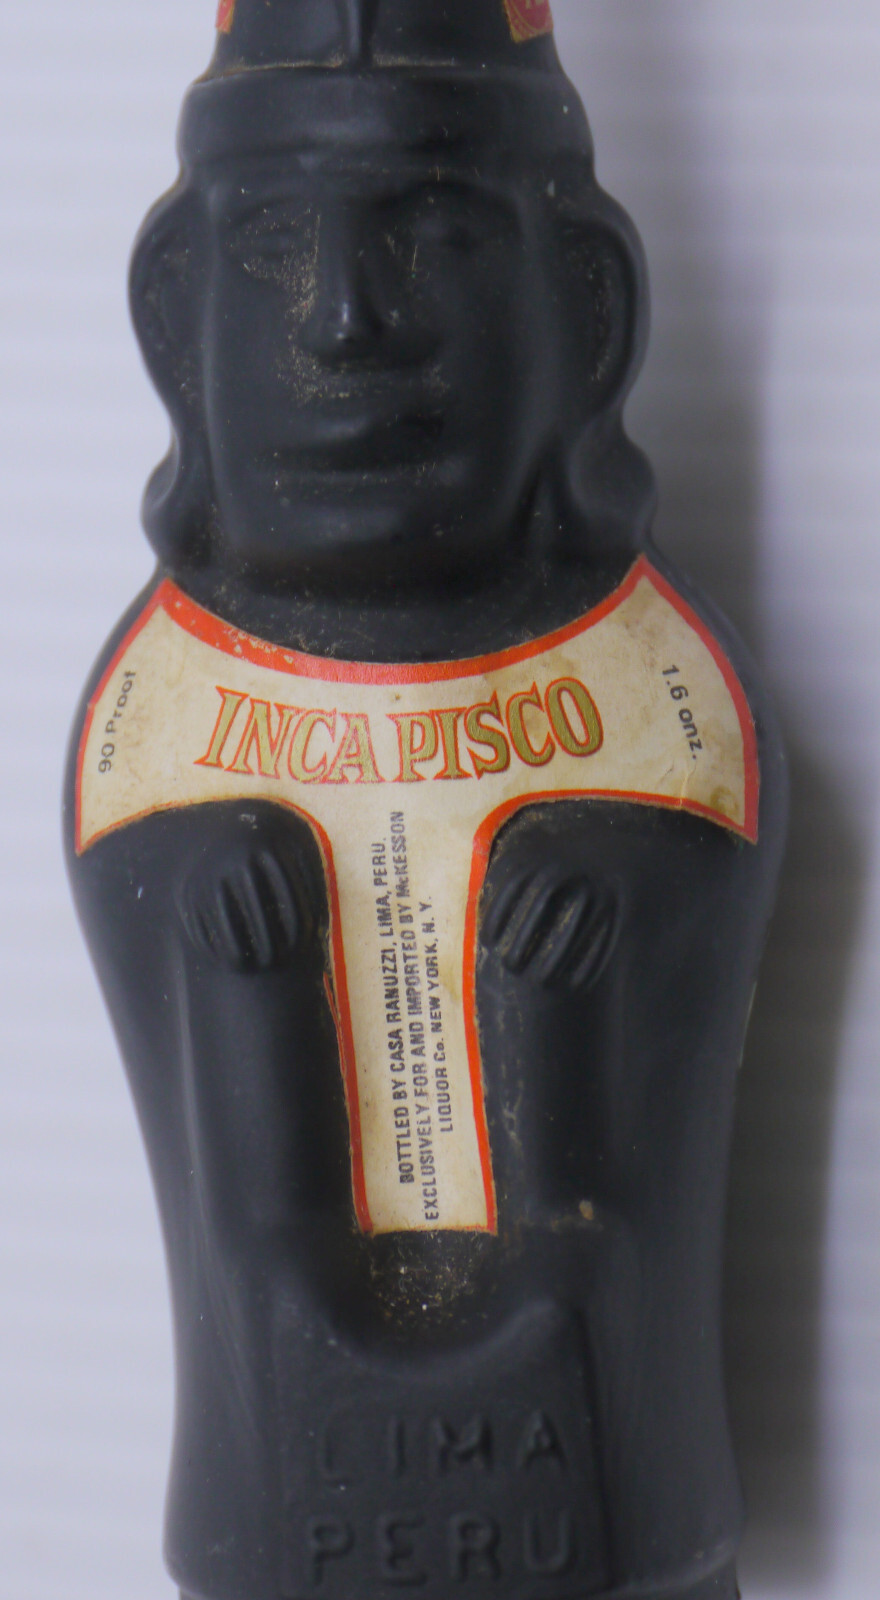 90 Proof
INCA PISCO
1.6 onz.
BOTTLED BY CASA RANUZZI, LIMA, PERU.
EXCLUSIVELY FOR AND IMPORTED BY McKESSON
LIQUOR Co. NEW YORK, N. Y.
LIMA
PERU